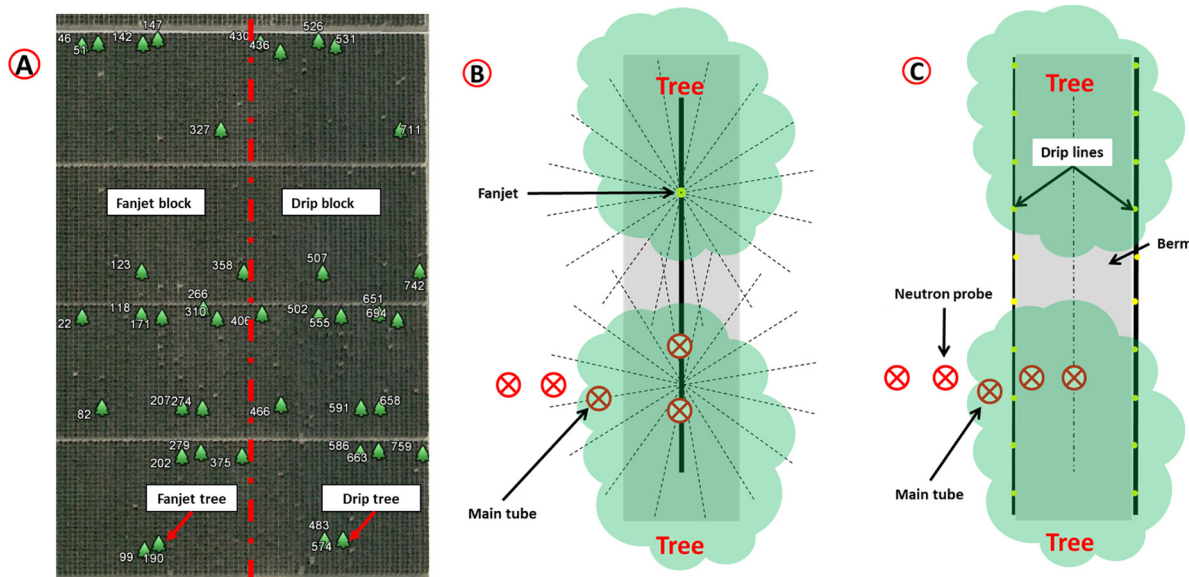 A
46
51
142
147
430
436
526
531
327
711
Fanjet block
Drip block
123
358
507
742
22
118
171
266
310
406
502
555
651
694
82
207
274
466
591
658
279
202
375
586
663
759
Fanjet tree
Drip tree
99
190
483
574
B
Tree
Fanjet
Main tube
Tree
C
Tree
Drip lines
Berm
Neutron probe
Main tube
Tree